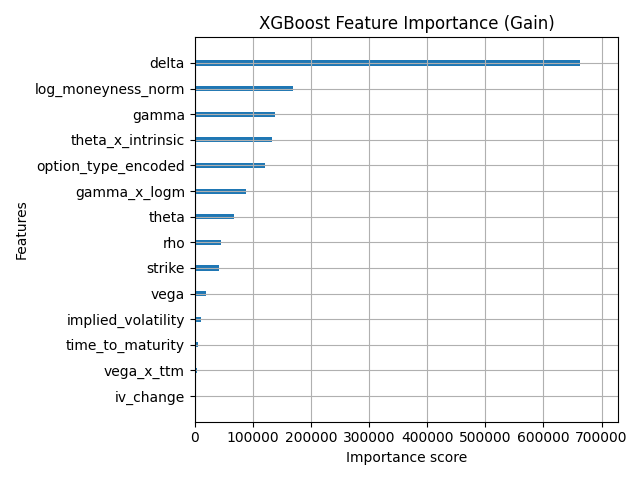 XGBoost Feature Importance (Gain)
Features
delta
log_moneyness_norm
gamma
theta_x_intrinsic
option_type_encoded
gamma_x_logm
theta
rho
strike
vega
implied_volatility
time_to_maturity
vega_x_ttm
iv_change
0 100000 200000 300000 400000 500000 600000 700000
Importance score